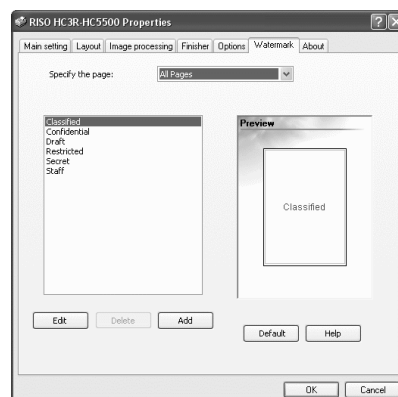 RISO HC3R-HC5500 Properties
Main setting Layout Image processing Finisher Options Watermark About
Specify the page: All Pages
Classified
Confidential
Draft
Restricted
Secret
Staff
Preview
Classified
Edit Delete Add
Default Help
OK Cancel